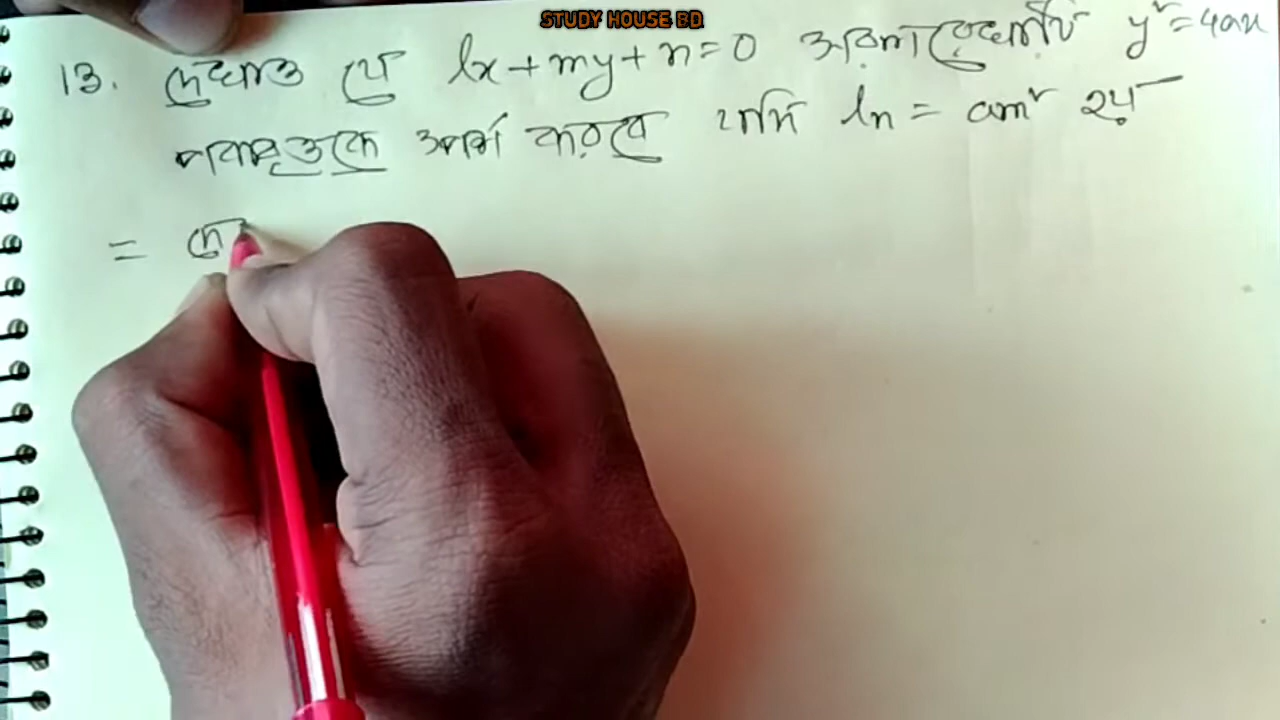 STUDY HOUSE BD
13. দেখাও যে lx+my+n=0 সরলরেখাটি y²=4ax
পরাবৃত্তকে স্পর্শ করবে যদি ln = am² হয়
= দে